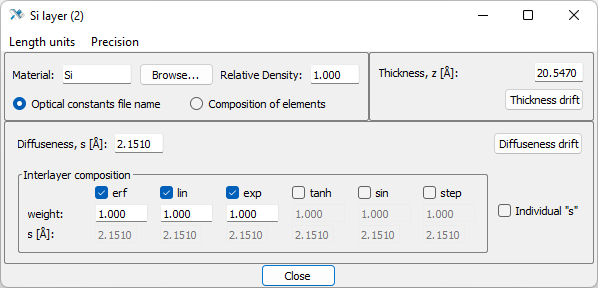 Si layer (2)
Length units Precision
Material: Si Browse... Relative Density: 1.000
Optical constants file name Composition of elements
Thickness, z [Å]: 20.5470
Thickness drift
Diffuseness, s [Å]: 2.1510 Diffuseness drift
Interlayer composition
erf lin exp tanh sin step
weight: 1.000 1.000 1.000 1.000 1.000 1.000
s [Å]: 2.1510 2.1510 2.1510 2.1510 2.1510 2.1510
Individual "s"
Close